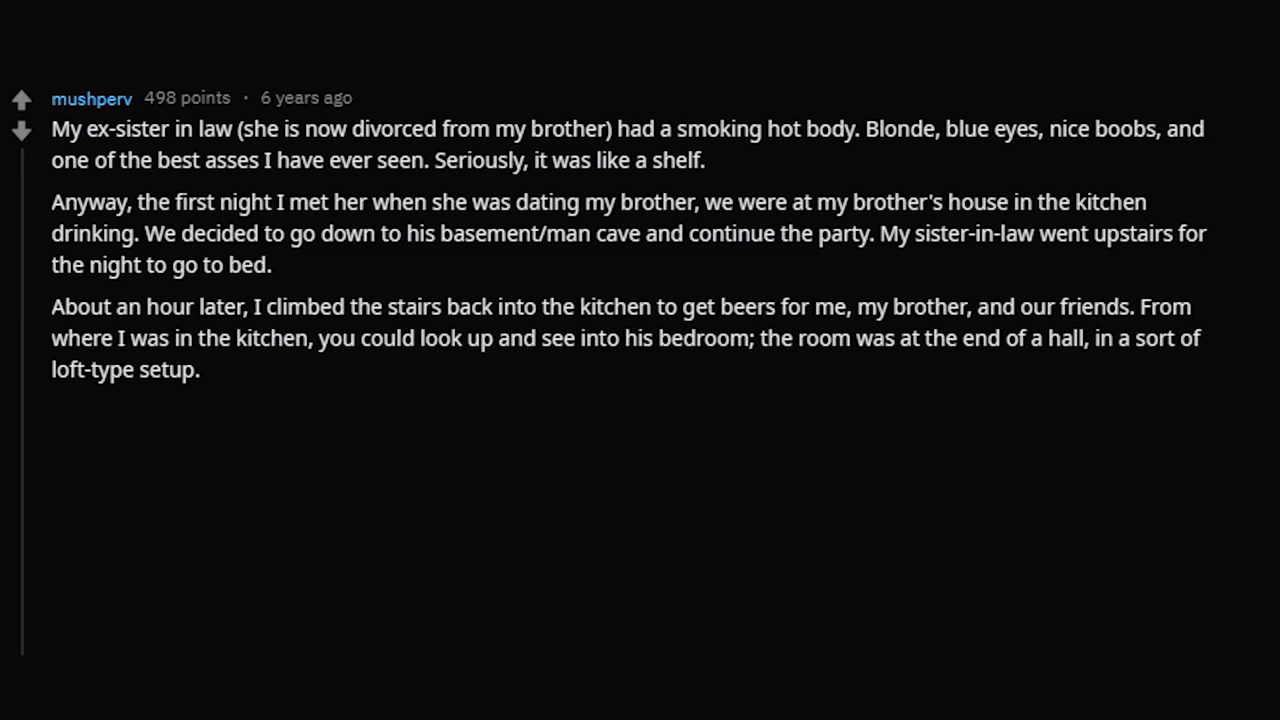 mushperv 498 points · 6 years ago
My ex-sister in law (she is now divorced from my brother) had a smoking hot body. Blonde, blue eyes, nice boobs, and
one of the best asses I have ever seen. Seriously, it was like a shelf.
Anyway, the first night I met her when she was dating my brother, we were at my brother's house in the kitchen
drinking. We decided to go down to his basement/man cave and continue the party. My sister-in-law went upstairs for
the night to go to bed.
About an hour later, I climbed the stairs back into the kitchen to get beers for me, my brother, and our friends. From
where I was in the kitchen, you could look up and see into his bedroom; the room was at the end of a hall, in a sort of
loft-type setup.